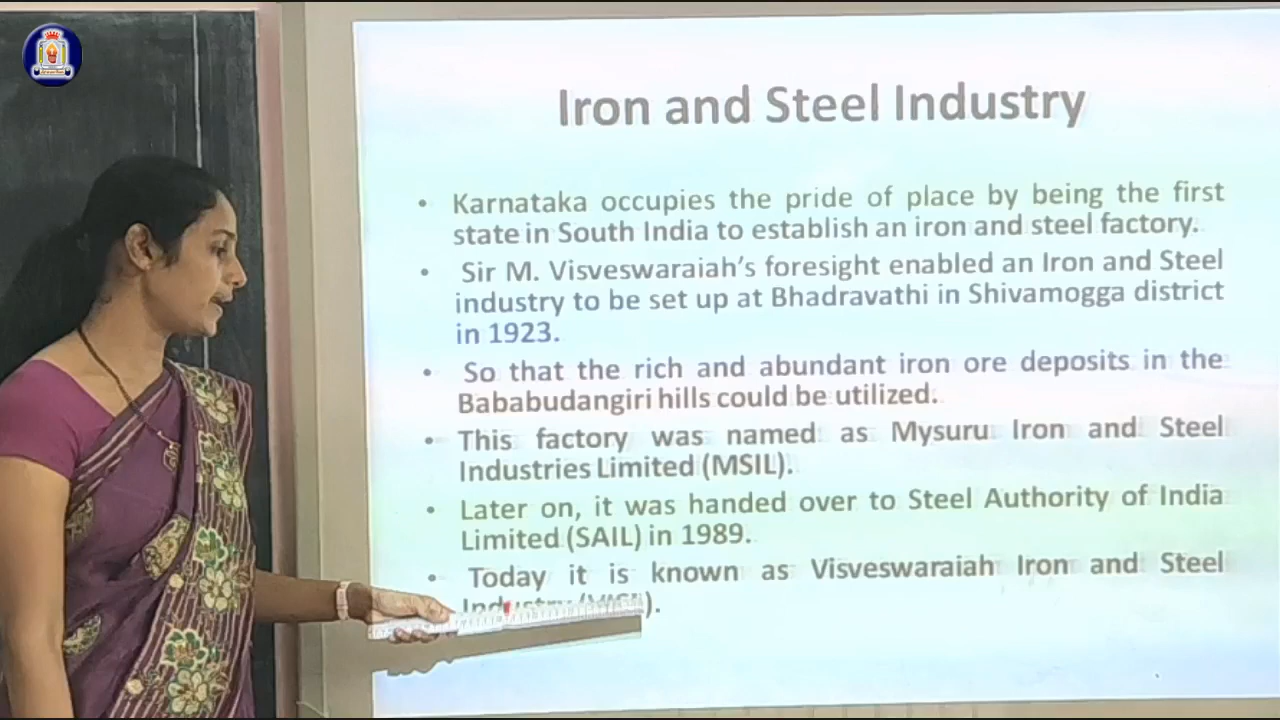 Iron and Steel Industry
• Karnataka occupies the pride of place by being the first
state in South India to establish an iron and steel factory.
• Sir M. Visveswaraiah's foresight enabled an Iron and Steel
industry to be set up at Bhadravathi in Shivamogga district
in 1923.
• So that the rich and abundant iron ore deposits in the
Bababudangiri hills could be utilized.
• This factory was named as Mysuru Iron and Steel
Industries Limited (MSIL).
• Later on, it was handed over to Steel Authority of India
Limited (SAIL) in 1989.
• Today it is known as Visveswaraiah Iron and Steel
Industry